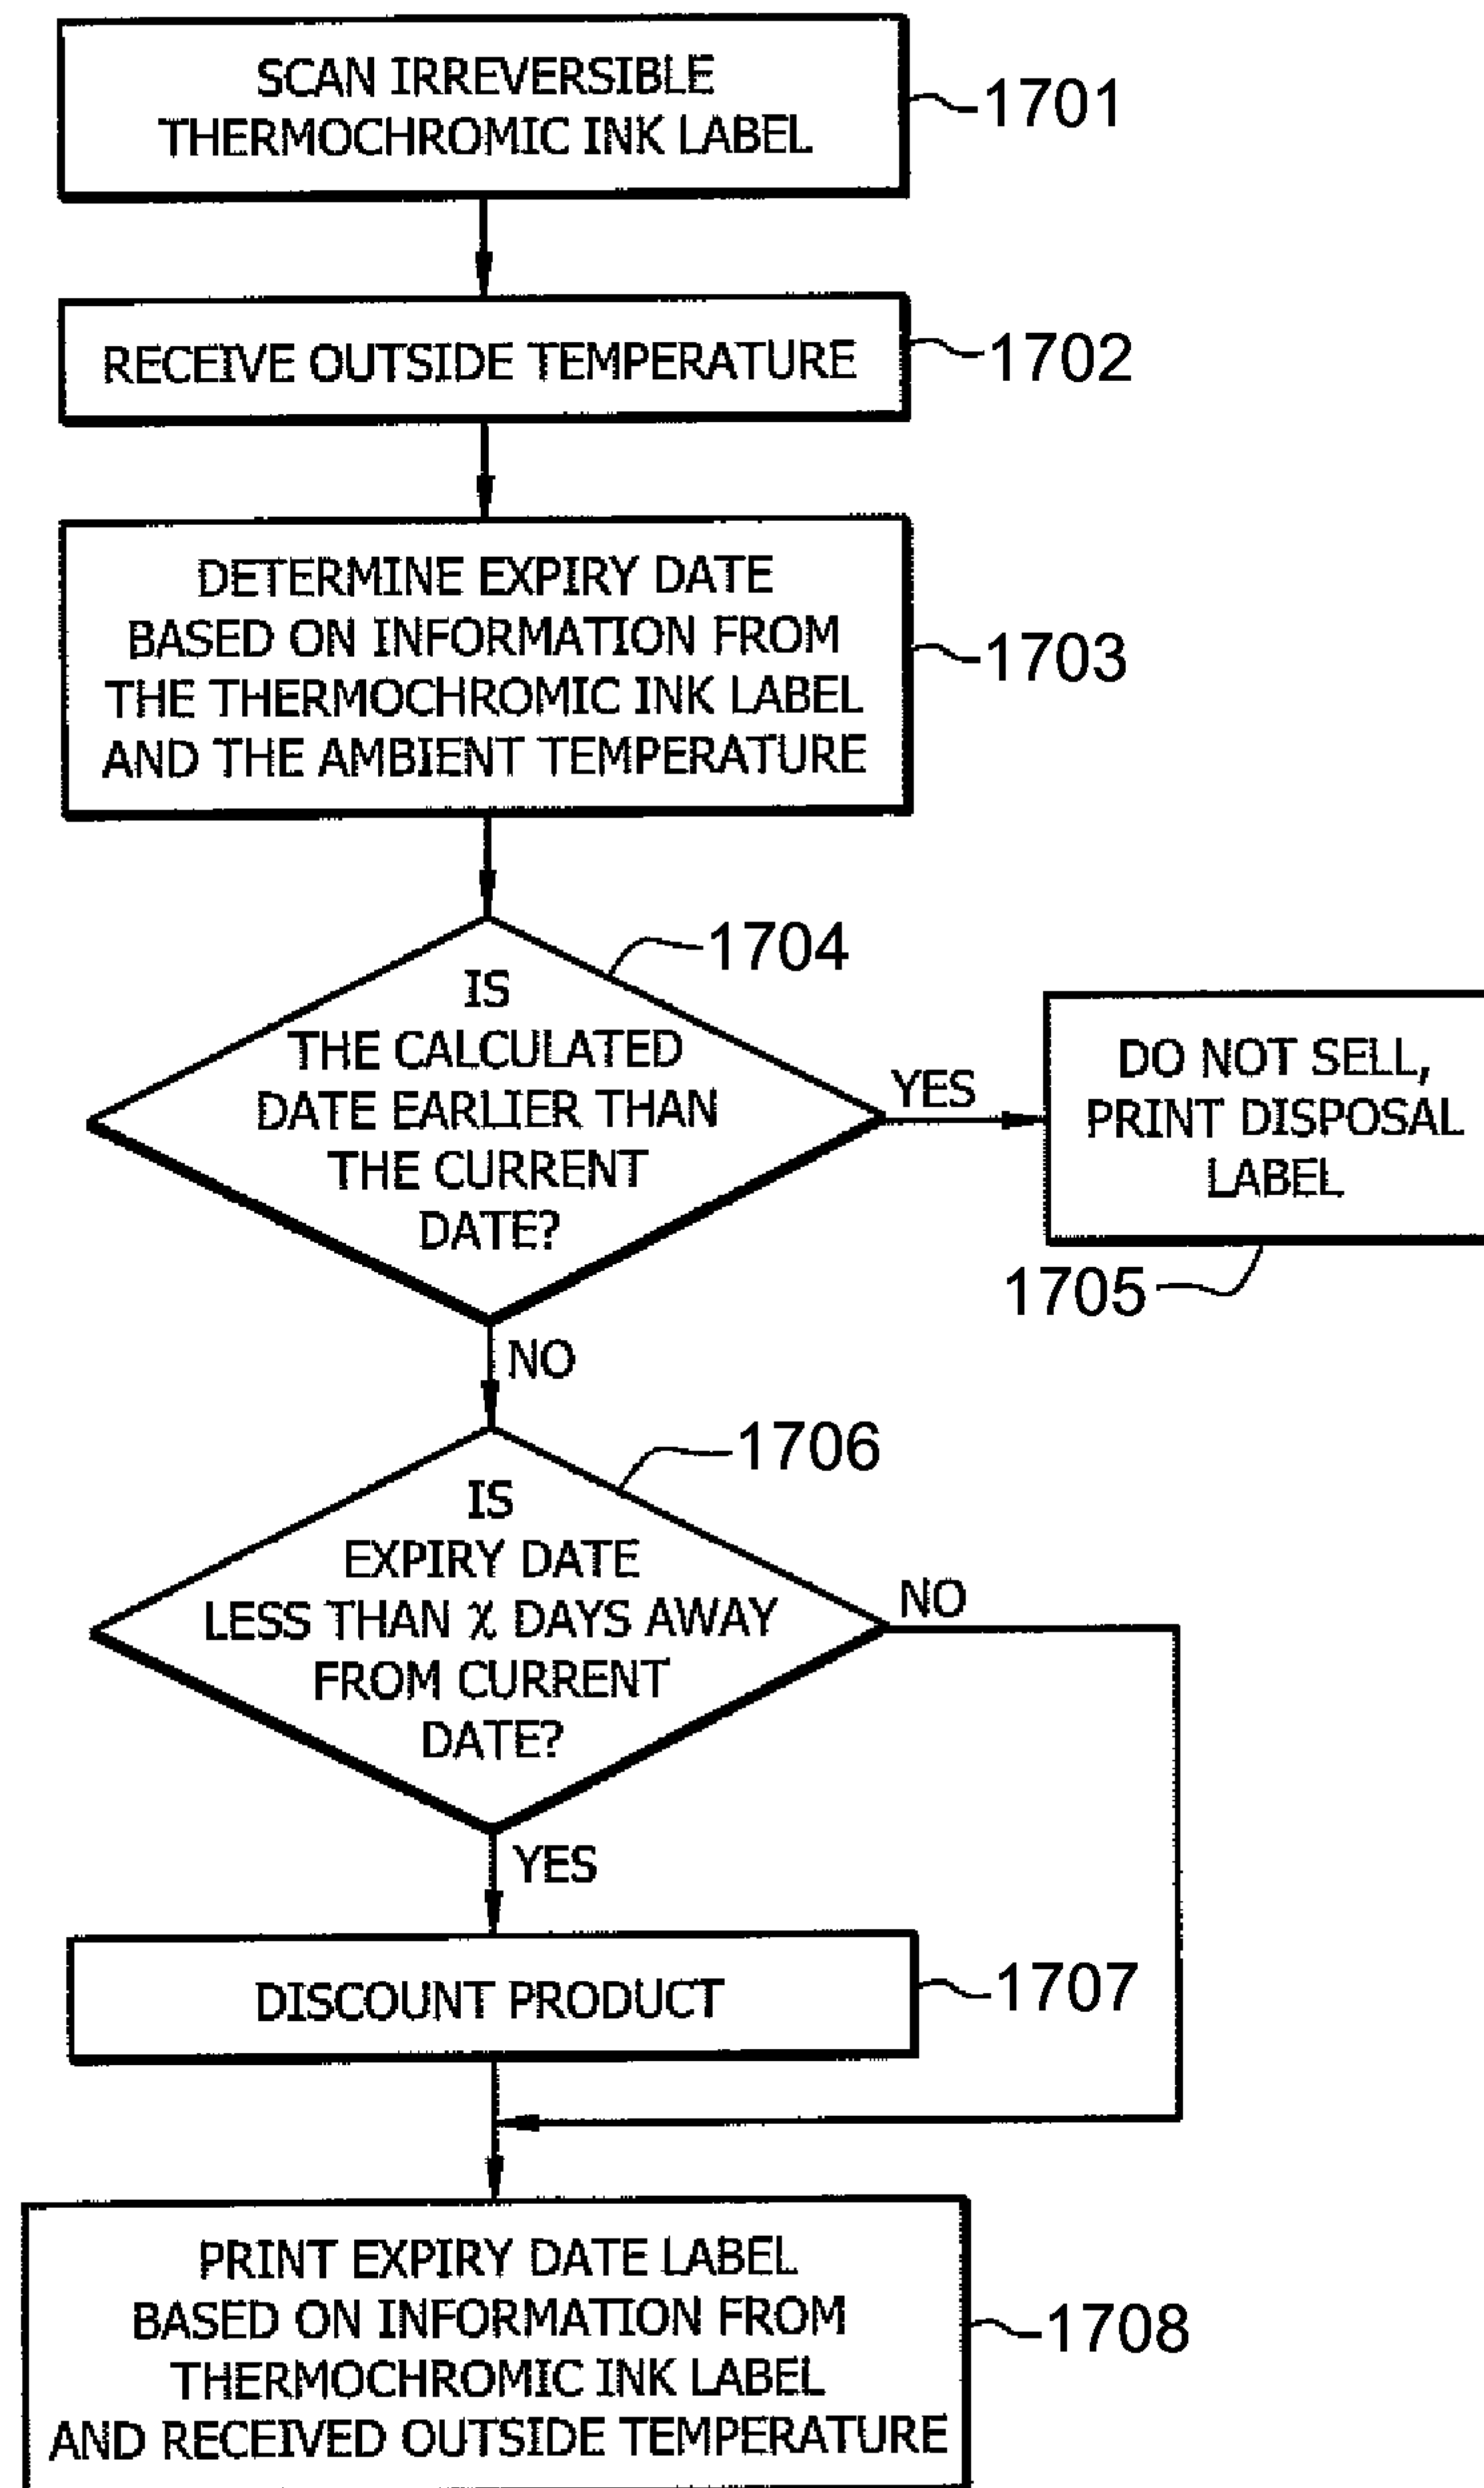 SCAN IRREVERSIBLE
THERMOCHROMIC INK LABEL
1701
RECEIVE OUTSIDE TEMPERATURE
1702
DETERMINE EXPIRY DATE
BASED ON INFORMATION FROM
THE THERMOCHROMIC INK LABEL
AND THE AMBIENT TEMPERATURE
1703
1704
IS
THE CALCULATED
DATE EARLIER THAN
THE CURRENT
DATE?
YES
DO NOT SELL,
PRINT DISPOSAL
LABEL
1705
NO
1706
IS
EXPIRY DATE
LESS THAN χ DAYS AWAY
FROM CURRENT
DATE?
NO
YES
DISCOUNT PRODUCT
1707
PRINT EXPIRY DATE LABEL
BASED ON INFORMATION FROM
THERMOCHROMIC INK LABEL
AND RECEIVED OUTSIDE TEMPERATURE
1708